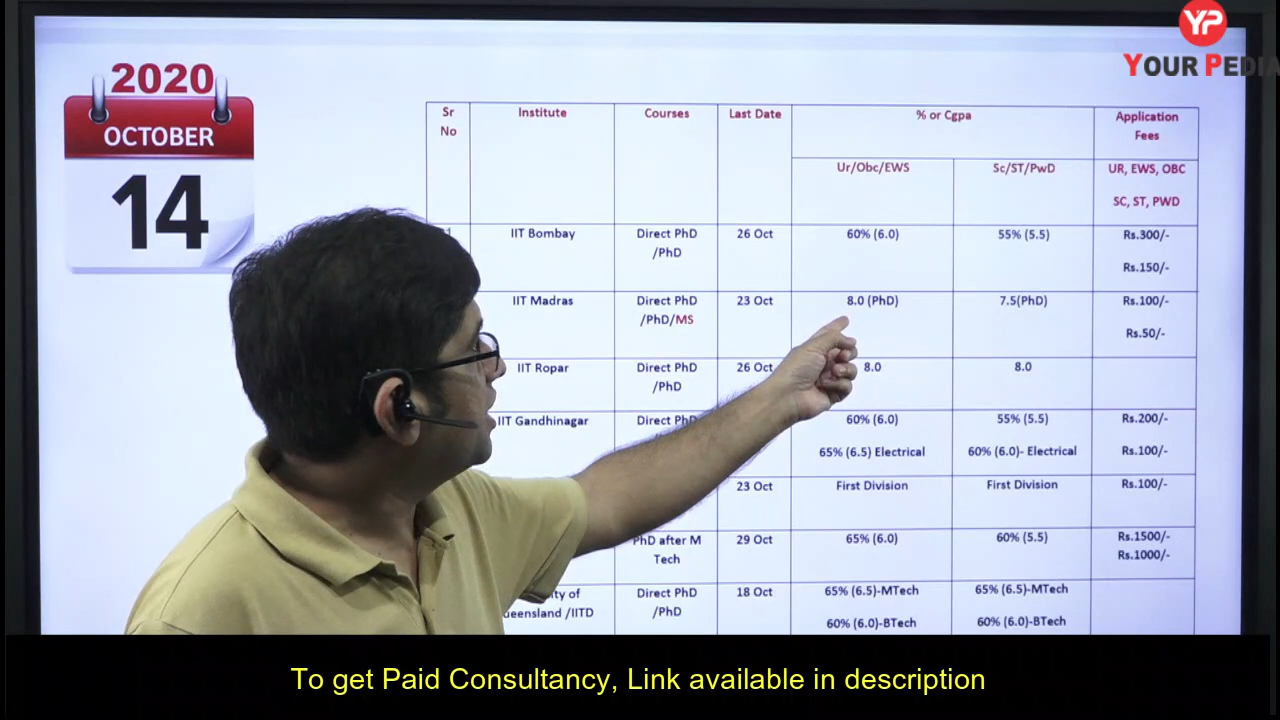 YP
YOUR PEDIA
2020
OCTOBER
14
Sr No Institute Courses Last Date % or Cgpa Application Fees
Ur/Obc/EWS Sc/ST/PwD UR, EWS, OBC
SC, ST, PWD
IIT Bombay Direct PhD 26 Oct 60% (6.0) 55% (5.5) Rs.300/-
/PhD Rs.150/-
IIT Madras Direct PhD 23 Oct 8.0 (PhD) 7.5(PhD) Rs.100/-
/PhD/MS Rs.50/-
IIT Ropar Direct PhD 26 Oct 8.0 8.0
/PhD
IIT Gandhinagar Direct PhD 60% (6.0) 55% (5.5) Rs.200/-
65% (6.5) Electrical 60% (6.0)- Electrical Rs.100/-
23 Oct First Division First Division Rs.100/-
PhD after M 29 Oct 65% (6.0) 60% (5.5) Rs.1500/-
Tech Rs.1000/-
of Direct PhD 18 Oct 65% (6.5)-MTech 65% (6.5)-MTech
/IITD /PhD 60% (6.0)-BTech 60% (6.0)-BTech
To get Paid Consultancy, Link available in description